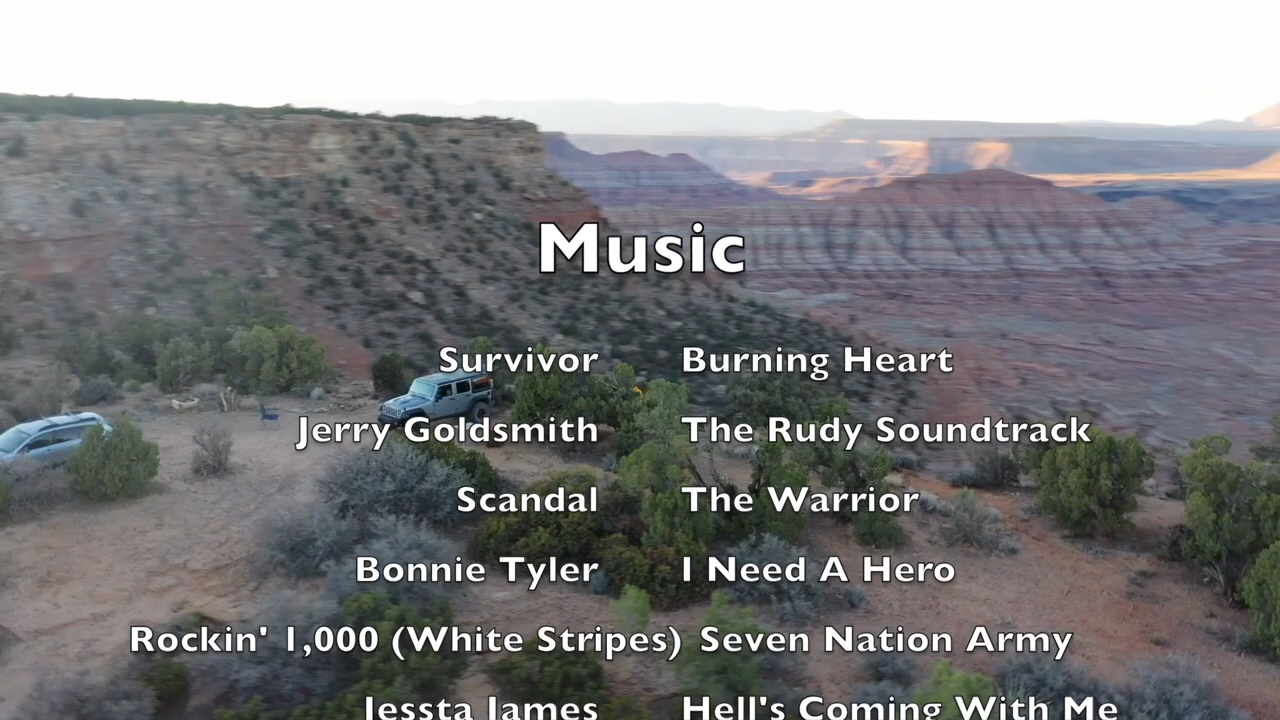 Music
Survivor Burning Heart
Jerry Goldsmith The Rudy Soundtrack
Scandal The Warrior
Bonnie Tyler I Need A Hero
Rockin' 1,000 (White Stripes) Seven Nation Army
Jessta James Hell's Coming With Me